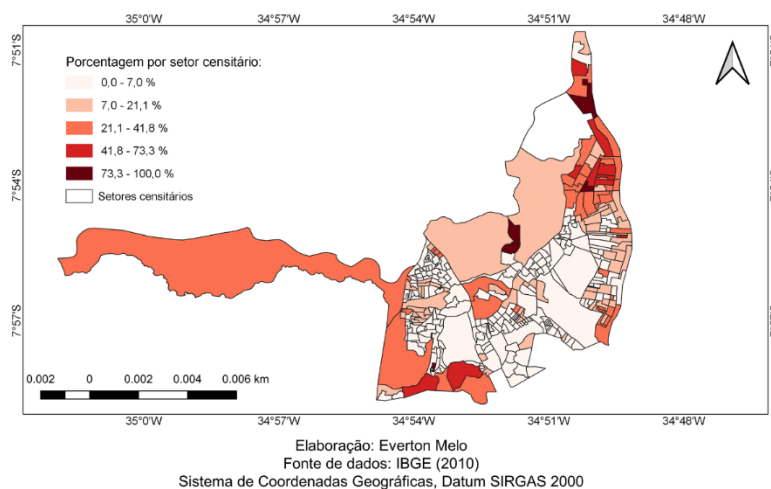 35°0'W 34°57'W 34°54'W 34°51'W 34°48'W
7°51'S
Porcentagem por setor censitário:
0,0 - 7,0 %
7,0 - 21,1 %
21,1 - 41,8 %
41,8 - 73,3 %
73,3 - 100,0 %
Setores censitários
7°54'S
7°57'S
0.002 0 0.002 0.004 0.006 km
35°0'W 34°57'W 34°54'W 34°51'W 34°48'W
Elaboração: Everton Melo
Fonte de dados: IBGE (2010)
Sistema de Coordenadas Geográficas, Datum SIRGAS 2000